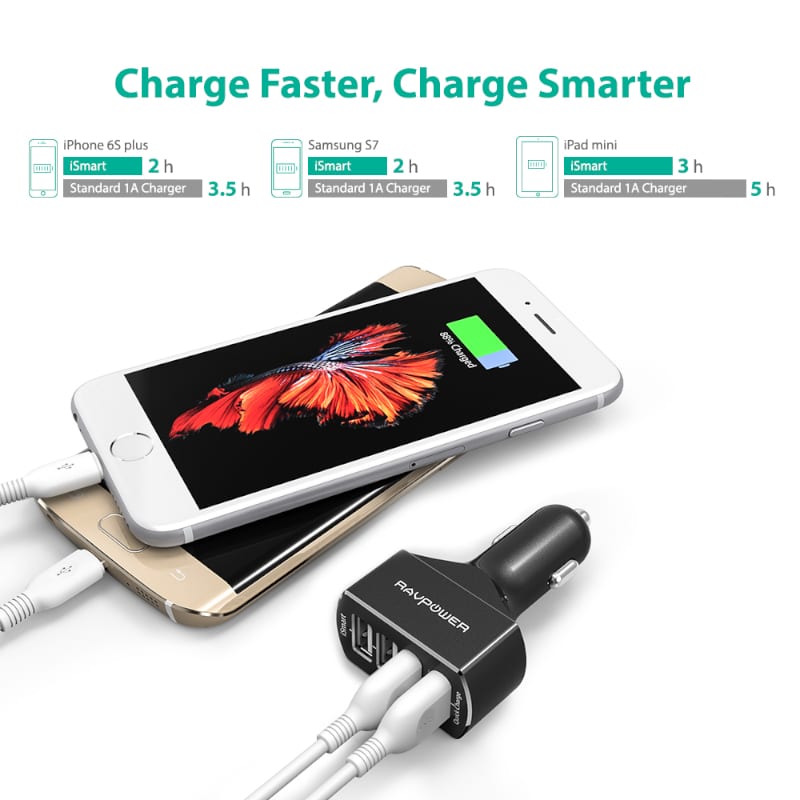 Charge Faster, Charge Smarter
iPhone 6S plus
iSmart 2 h
Standard 1A Charger 3.5 h
Samsung S7
iSmart 2 h
Standard 1A Charger 3.5 h
iPad mini
iSmart 3 h
Standard 1A Charger 5 h
88% Charged
RAVPOWER
iSmart
Quick Charge